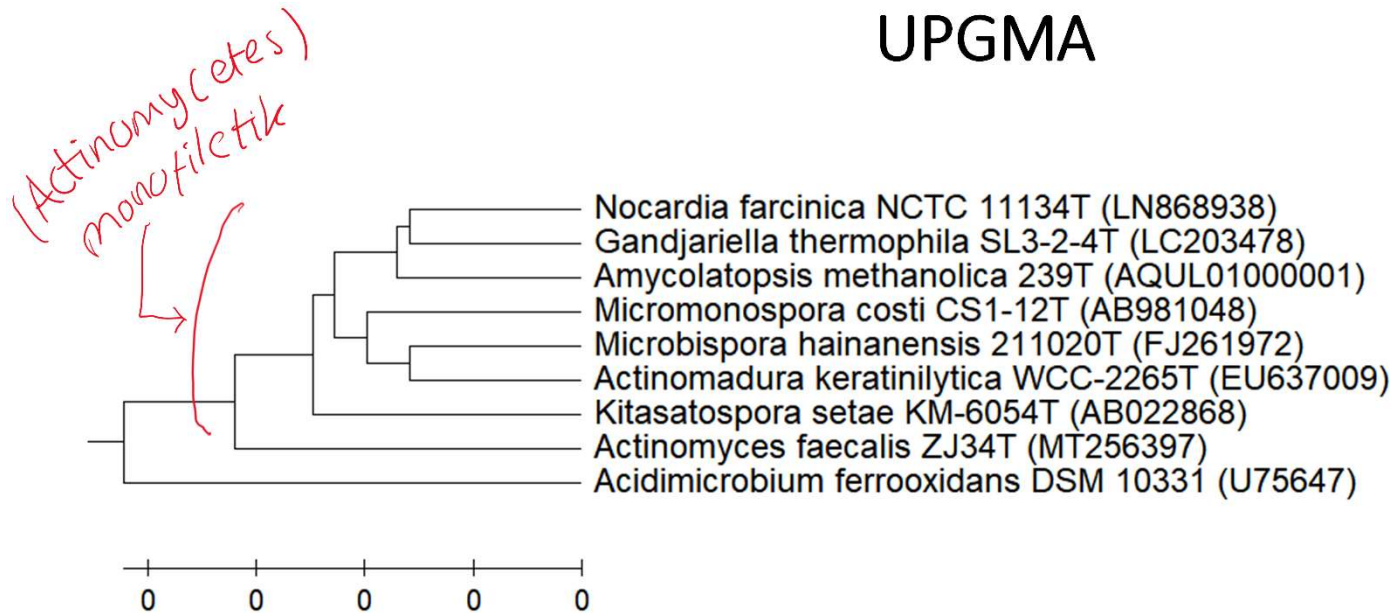 UPGMA
(Actinomycetes)
monofiletik
Nocardia farcinica NCTC 11134T (LN868938)
Gandjariella thermophila SL3-2-4T (LC203478)
Amycolatopsis methanolica 239T (AQUL01000001)
Micromonospora costi CS1-12T (AB981048)
Microbispora hainanensis 211020T (FJ261972)
Actinomadura keratinilytica WCC-2265T (EU637009)
Kitasatospora setae KM-6054T (AB022868)
Actinomyces faecalis ZJ34T (MT256397)
Acidimicrobium ferrooxidans DSM 10331 (U75647)
0 0 0 0 0